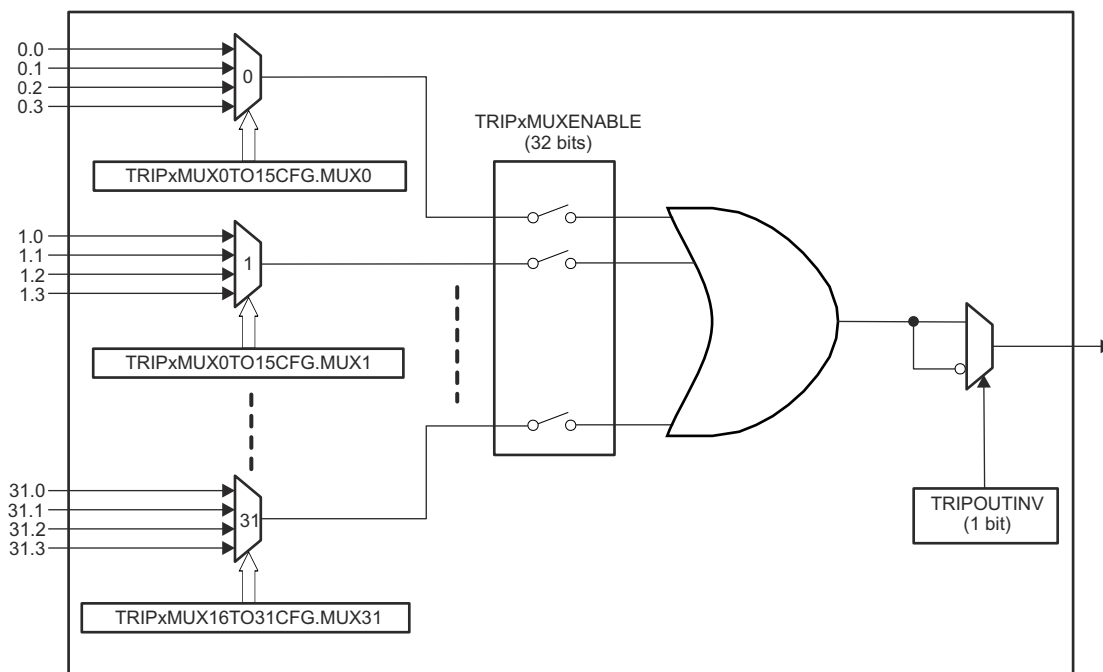 0.0
0.1
0.2
0.3
0
TRIPxMUX0TO15CFG.MUX0
1.0
1.1
1.2
1.3
1
TRIPxMUX0TO15CFG.MUX1
31.0
31.1
31.2
31.3
31
TRIPxMUX16TO31CFG.MUX31
TRIPxMUXENABLE
(32 bits)
TRIPOUTINV
(1 bit)